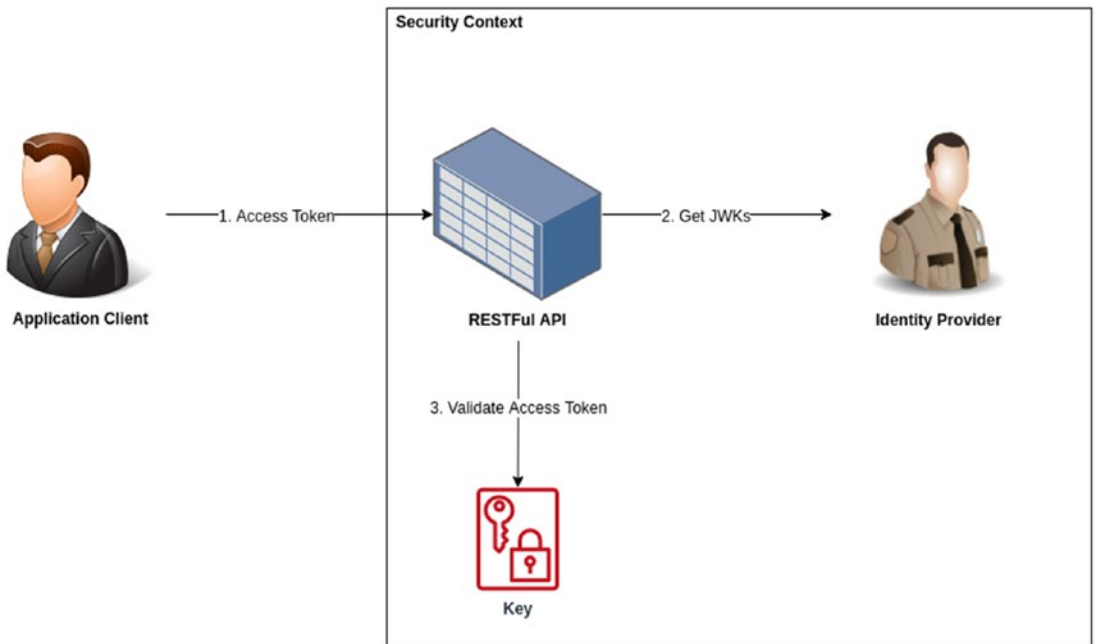 Security Context
1. Access Token
2. Get JWKs
Application Client
RESTFul API
Identity Provider
3. Validate Access Token
Key